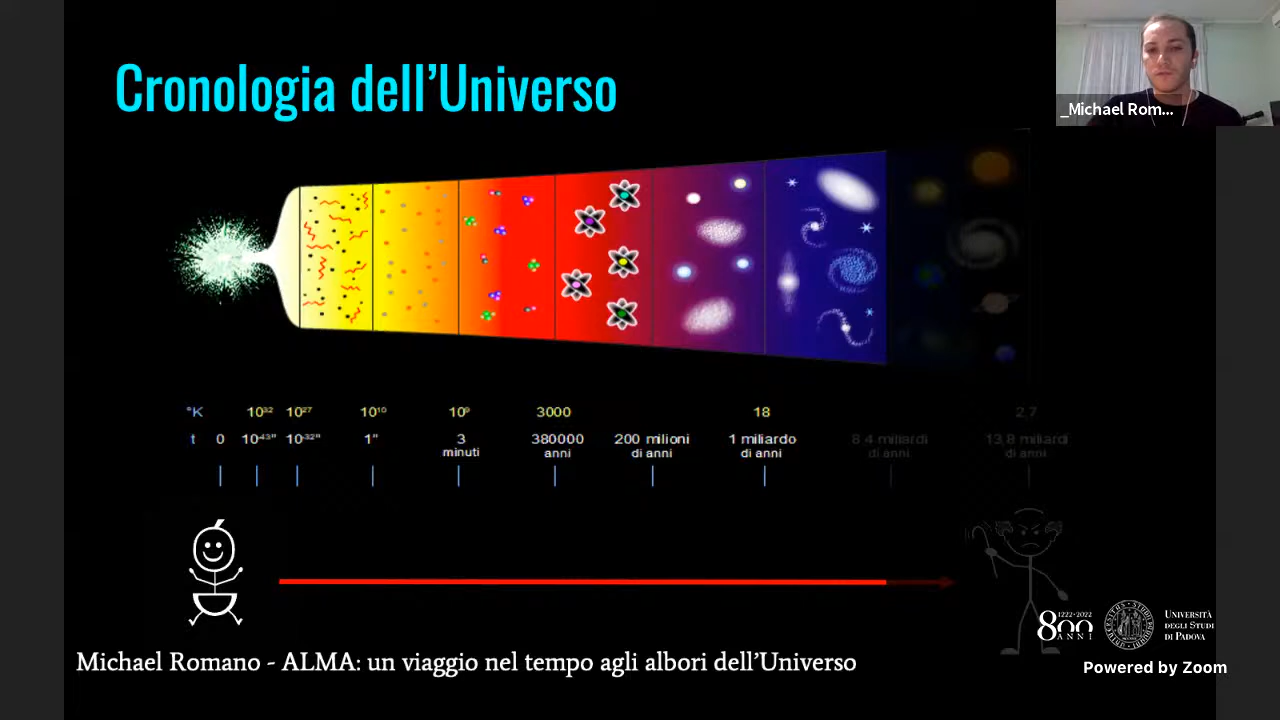 Cronologia dell'Universo
_Michael Rom...
°K 10³² 10²⁷ 10¹⁰ 10⁹ 3000 18 2,7
t 0 10⁻⁴³" 10⁻³²" 1" 3 minuti 380000 anni 200 milioni di anni 1 miliardo di anni 8,4 miliardi di anni 13,8 miliardi di anni
1222·2022
800
ANNI
UNIVERSITÀ
DEGLI STUDI
DI PADOVA
Michael Romano - ALMA: un viaggio nel tempo agli albori dell'Universo
Powered by Zoom